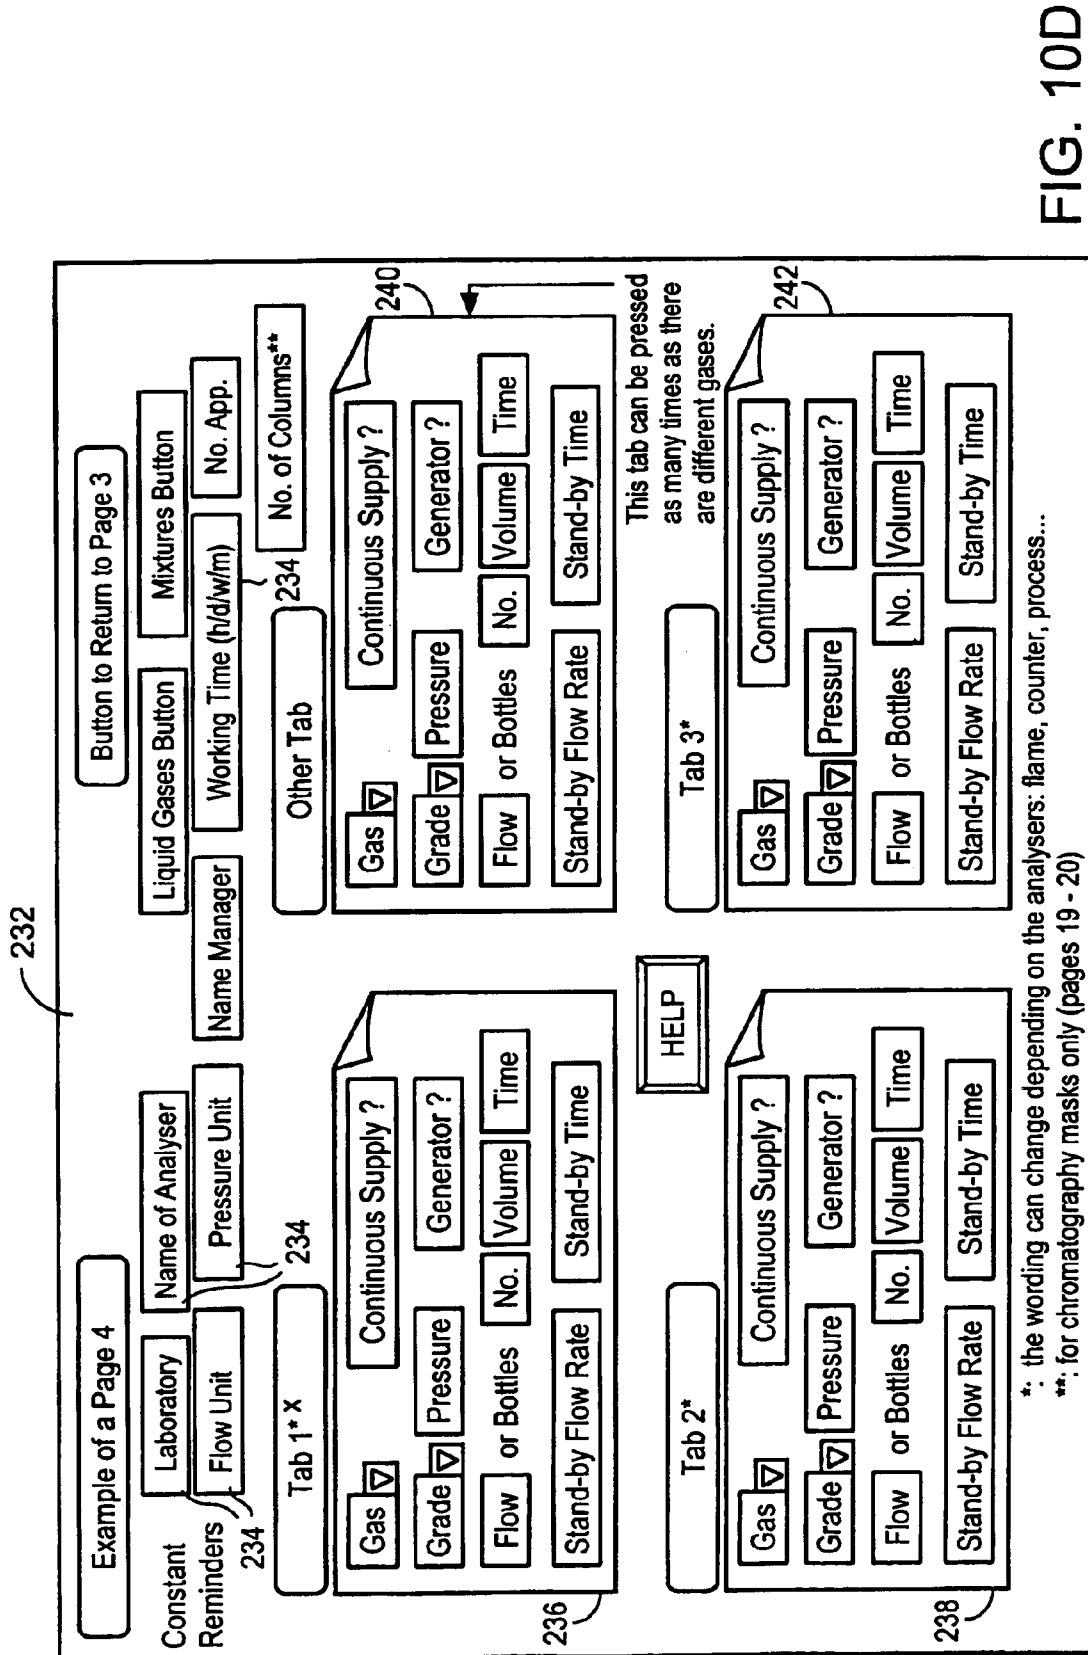 232
Example of a Page 4
Button to Return to Page 3
Constant
Reminders
Laboratory
Name of Analyser
Liquid Gases Button
Mixtures Button
Flow Unit
Pressure Unit
Name Manager
Working Time (h/d/w/m)
No. App.
234
234
234
No. of Columns**
Tab 1* X
Gas
Continuous Supply ?
Grade
Pressure
Generator ?
Flow
or Bottles
No.
Volume
Time
Stand-by Flow Rate
Stand-by Time
236
Other Tab
240
Gas
Continuous Supply ?
Grade
Pressure
Generator ?
Flow
or Bottles
No.
Volume
Time
Stand-by Flow Rate
Stand-by Time
This tab can be pressed
as many times as there
are different gases.
HELP
Tab 2*
Gas
Continuous Supply ?
Grade
Pressure
Generator ?
Flow
or Bottles
No.
Volume
Time
Stand-by Flow Rate
Stand-by Time
238
Tab 3*
242
Gas
Continuous Supply ?
Grade
Pressure
Generator ?
Flow
or Bottles
No.
Volume
Time
Stand-by Flow Rate
Stand-by Time
*: the wording can change depending on the analysers: flame, counter, process...
**: for chromatography masks only (pages 19 - 20)
FIG. 10D